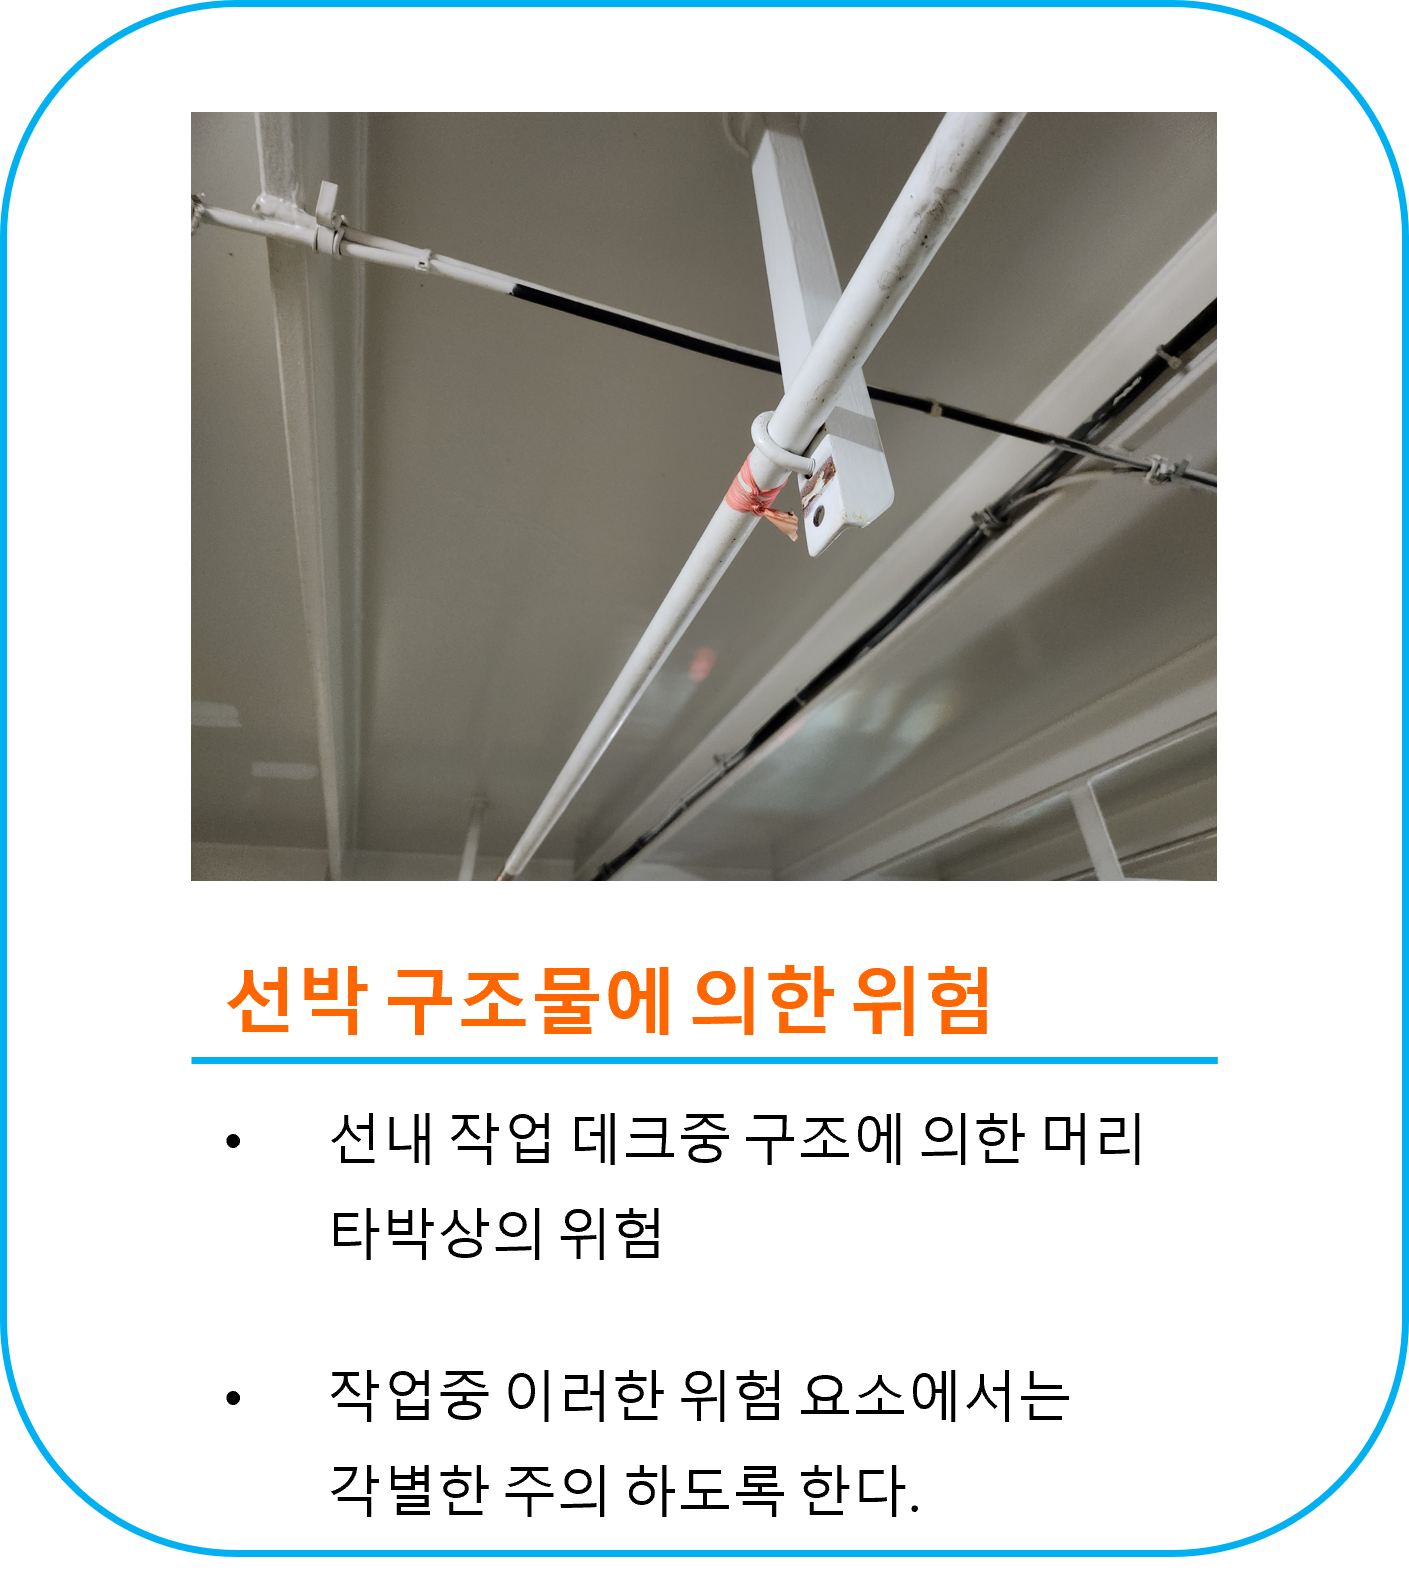 선박 구조물에 의한 위험
• 선내 작업 데크중 구조에 의한 머리
타박상의 위험
• 작업중 이러한 위험 요소에서는
각별한 주의 하도록 한다.